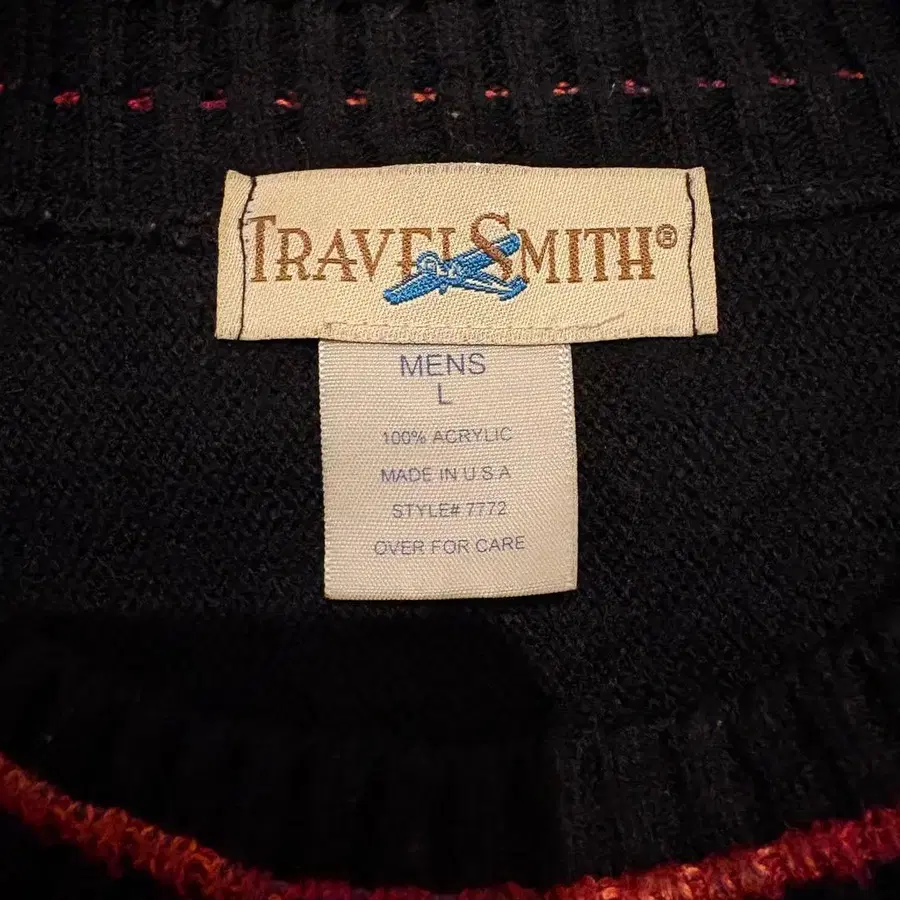 TRAVELSMITH®
MENS
L
100% ACRYLIC
MADE IN U.S.A
STYLE# 7772
OVER FOR CARE